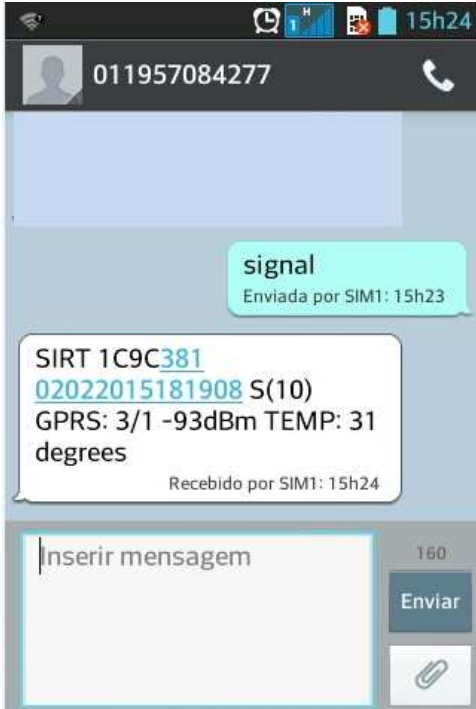 1 H 15h24
011957084277
signal
Enviada por SIM1: 15h23
SIRT 1C9C381
02022015181908 S(10)
GPRS: 3/1 -93dBm TEMP: 31
degrees
Recebido por SIM1: 15h24
Inserir mensagem
160
Enviar